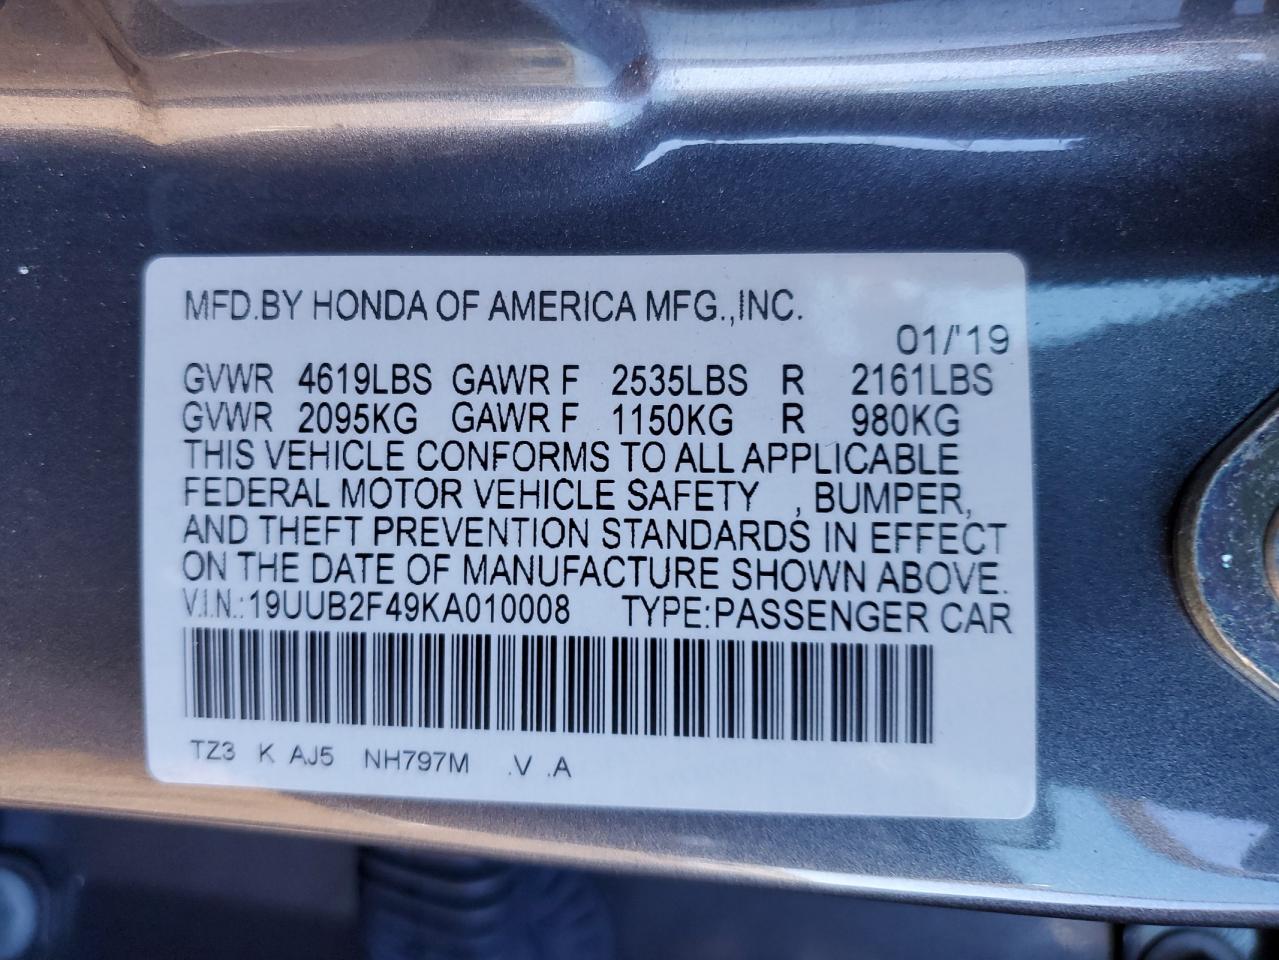 MFD.BY HONDA OF AMERICA MFG.,INC.
01/'19
GVWR 4619LBS GAWR F 2535LBS R 2161LBS
GVWR 2095KG GAWR F 1150KG R 980KG
THIS VEHICLE CONFORMS TO ALL APPLICABLE
FEDERAL MOTOR VEHICLE SAFETY , BUMPER,
AND THEFT PREVENTION STANDARDS IN EFFECT
ON THE DATE OF MANUFACTURE SHOWN ABOVE.
V.I.N.:19UUB2F49KA010008 TYPE:PASSENGER CAR
TZ3 K AJ5 NH797M .V .A